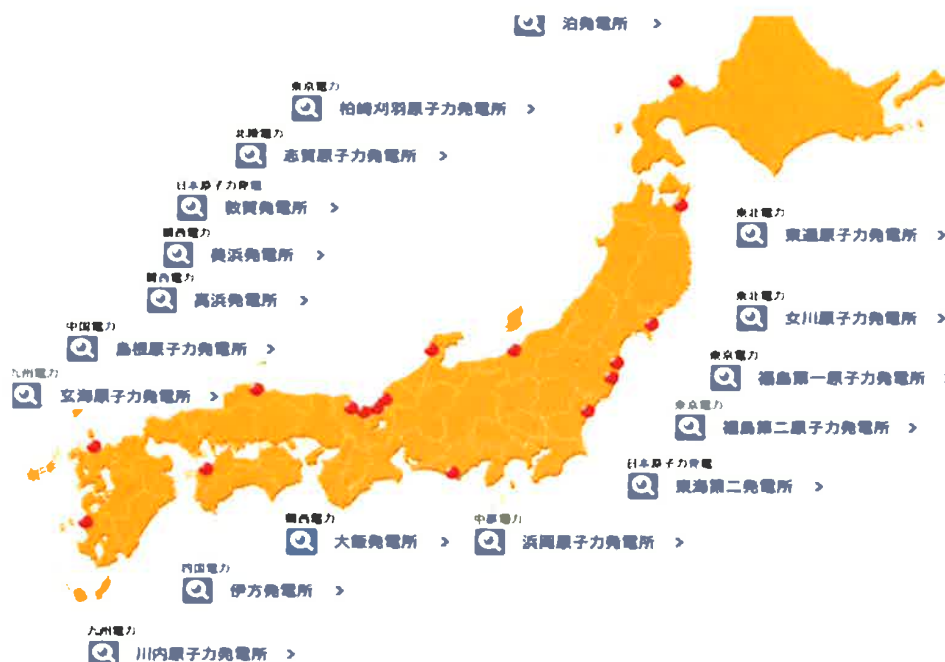 泊発電所 >
東京電力
柏崎刈羽原子力発電所 >
北陸電力
志賀原子力発電所 >
日本原子力発電
敦賀発電所 >
関西電力
美浜発電所 >
関西電力
高浜発電所 >
中国電力
島根原子力発電所 >
九州電力
玄海原子力発電所 >
東北電力
東通原子力発電所 >
東北電力
女川原子力発電所 >
東京電力
福島第一原子力発電所 >
東京電力
福島第二原子力発電所 >
日本原子力発電
東海第二発電所 >
関西電力
大飯発電所 >
中部電力
浜岡原子力発電所 >
四国電力
伊方発電所 >
九州電力
川内原子力発電所 >